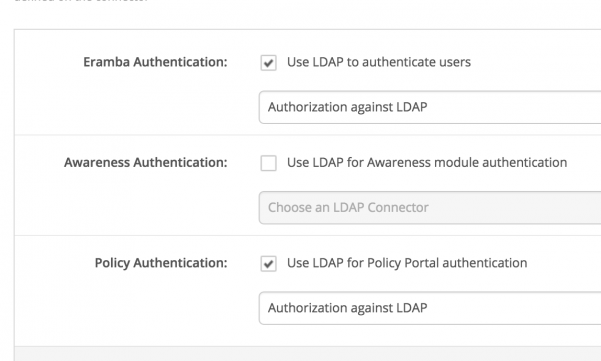 Eramba Authentication:
Use LDAP to authenticate users
Authorization against LDAP
Awareness Authentication:
Use LDAP for Awareness module authentication
Choose an LDAP Connector
Policy Authentication:
Use LDAP for Policy Portal authentication
Authorization against LDAP